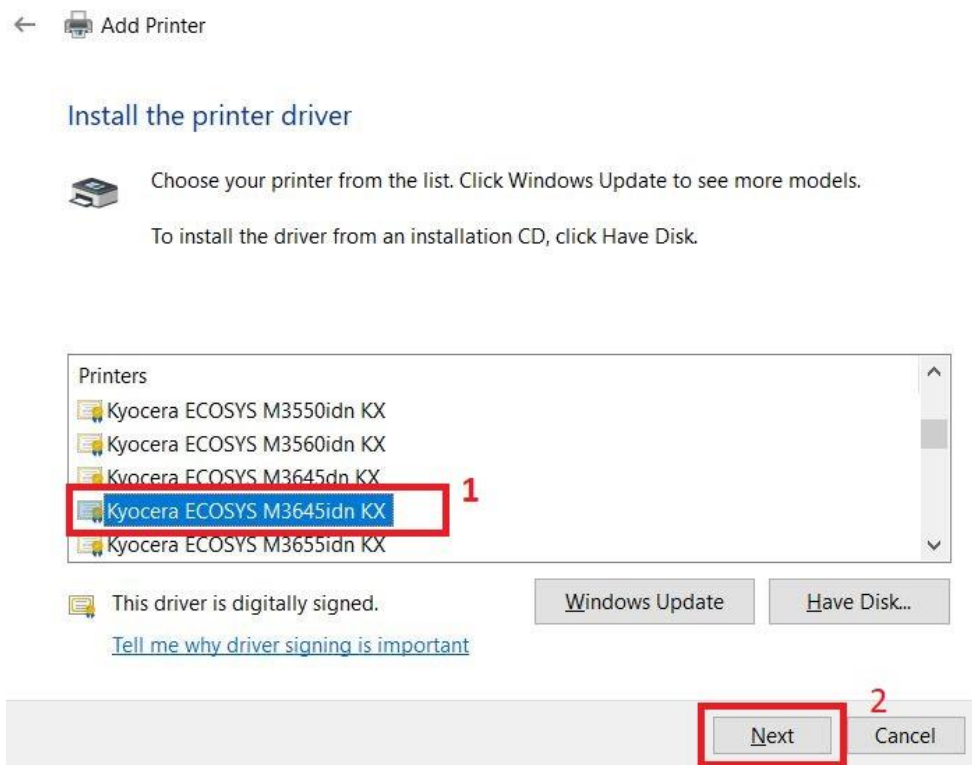 Add Printer
Install the printer driver
Choose your printer from the list. Click Windows Update to see more models.
To install the driver from an installation CD, click Have Disk.
Printers
Kyocera ECOSYS M3550idn KX
Kyocera ECOSYS M3560idn KX
Kyocera ECOSYS M3645dn KX
Kyocera ECOSYS M3645idn KX
1
Kyocera ECOSYS M3655idn KX
This driver is digitally signed.
Windows Update
Have Disk...
Tell me why driver signing is important
2
Next
Cancel